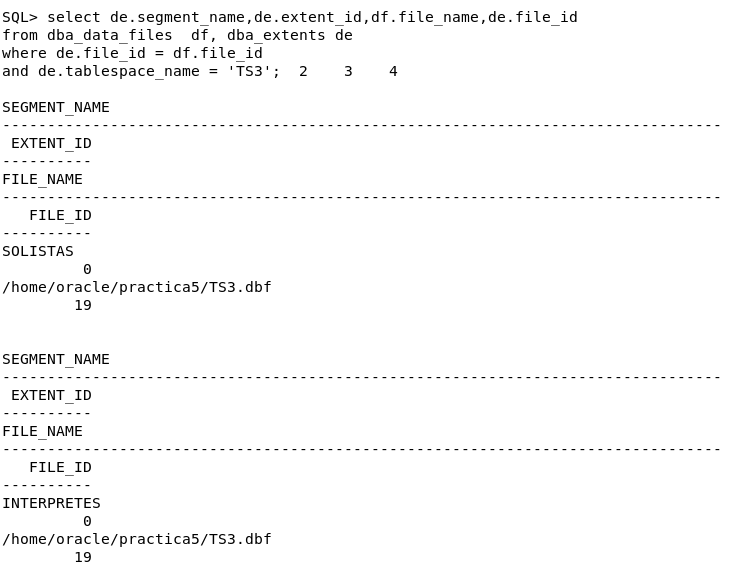 SQL> select de.segment_name,de.extent_id,df.file_name,de.file_id
from dba_data_files  df, dba_extents de
where de.file_id = df.file_id
and de.tablespace_name = 'TS3';  2    3    4

SEGMENT_NAME
--------------------------------------------------------------------------------
 EXTENT_ID
----------
FILE_NAME
--------------------------------------------------------------------------------
   FILE_ID
----------
SOLISTAS
         0
/home/oracle/practica5/TS3.dbf
        19


SEGMENT_NAME
--------------------------------------------------------------------------------
 EXTENT_ID
----------
FILE_NAME
--------------------------------------------------------------------------------
   FILE_ID
----------
INTERPRETES
         0
/home/oracle/practica5/TS3.dbf
        19